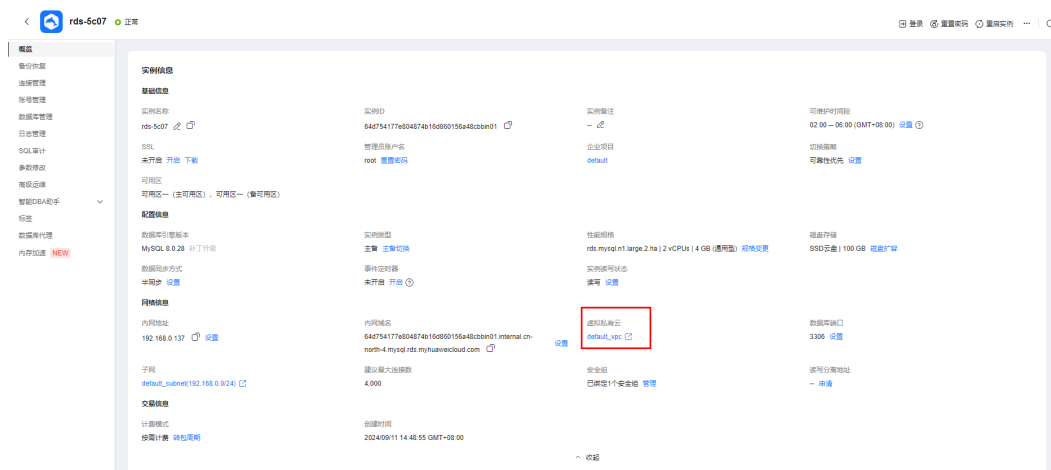 rds-5c07 正常 登录 重置密码 重启实例 ···
概览
备份恢复
连接管理
账号管理
数据库管理
日志管理
SQL审计
参数修改
高级运维
智能DBA助手
标签
数据库代理
内存加速 NEW
实例信息
基础信息
实例名称 实例ID 实例备注 可维护时间段
rds-5c07 64d754177e804874b16d860156a48cbbin01 -- 02:00 – 06:00 (GMT+08:00) 设置
SSL 管理员账户名 企业项目 切换策略
未开启 开启 下载 root 重置密码 default 可靠性优先 设置
可用区
可用区一（主可用区）, 可用区一（备可用区）
配置信息
数据库引擎版本 实例类型 性能规格 磁盘存储
MySQL 8.0.28 补丁升级 主备 主备切换 rds.mysql.n1.large.2.ha | 2 vCPUs | 4 GB (通用型) 规格变更 SSD云盘 | 100 GB 磁盘扩容
数据同步方式 事件定时器 实例读写状态
半同步 设置 未开启 开启 读写 设置
网络信息
内网地址 内网域名 虚拟私有云 数据库端口
192.168.0.137 设置 64d754177e804874b16d860156a48cbbin01.internal.cn-north-4.mysql.rds.myhuaweicloud.com 设置 default_vpc 3306 设置
子网 建议最大连接数 安全组 读写分离地址
default_subnet(192.168.0.0/24) 4,000 已绑定1个安全组 管理 -- 申请
交易信息
计费模式 创建时间
按需计费 转包周期 2024/09/11 14:48:55 GMT+08:00
收起